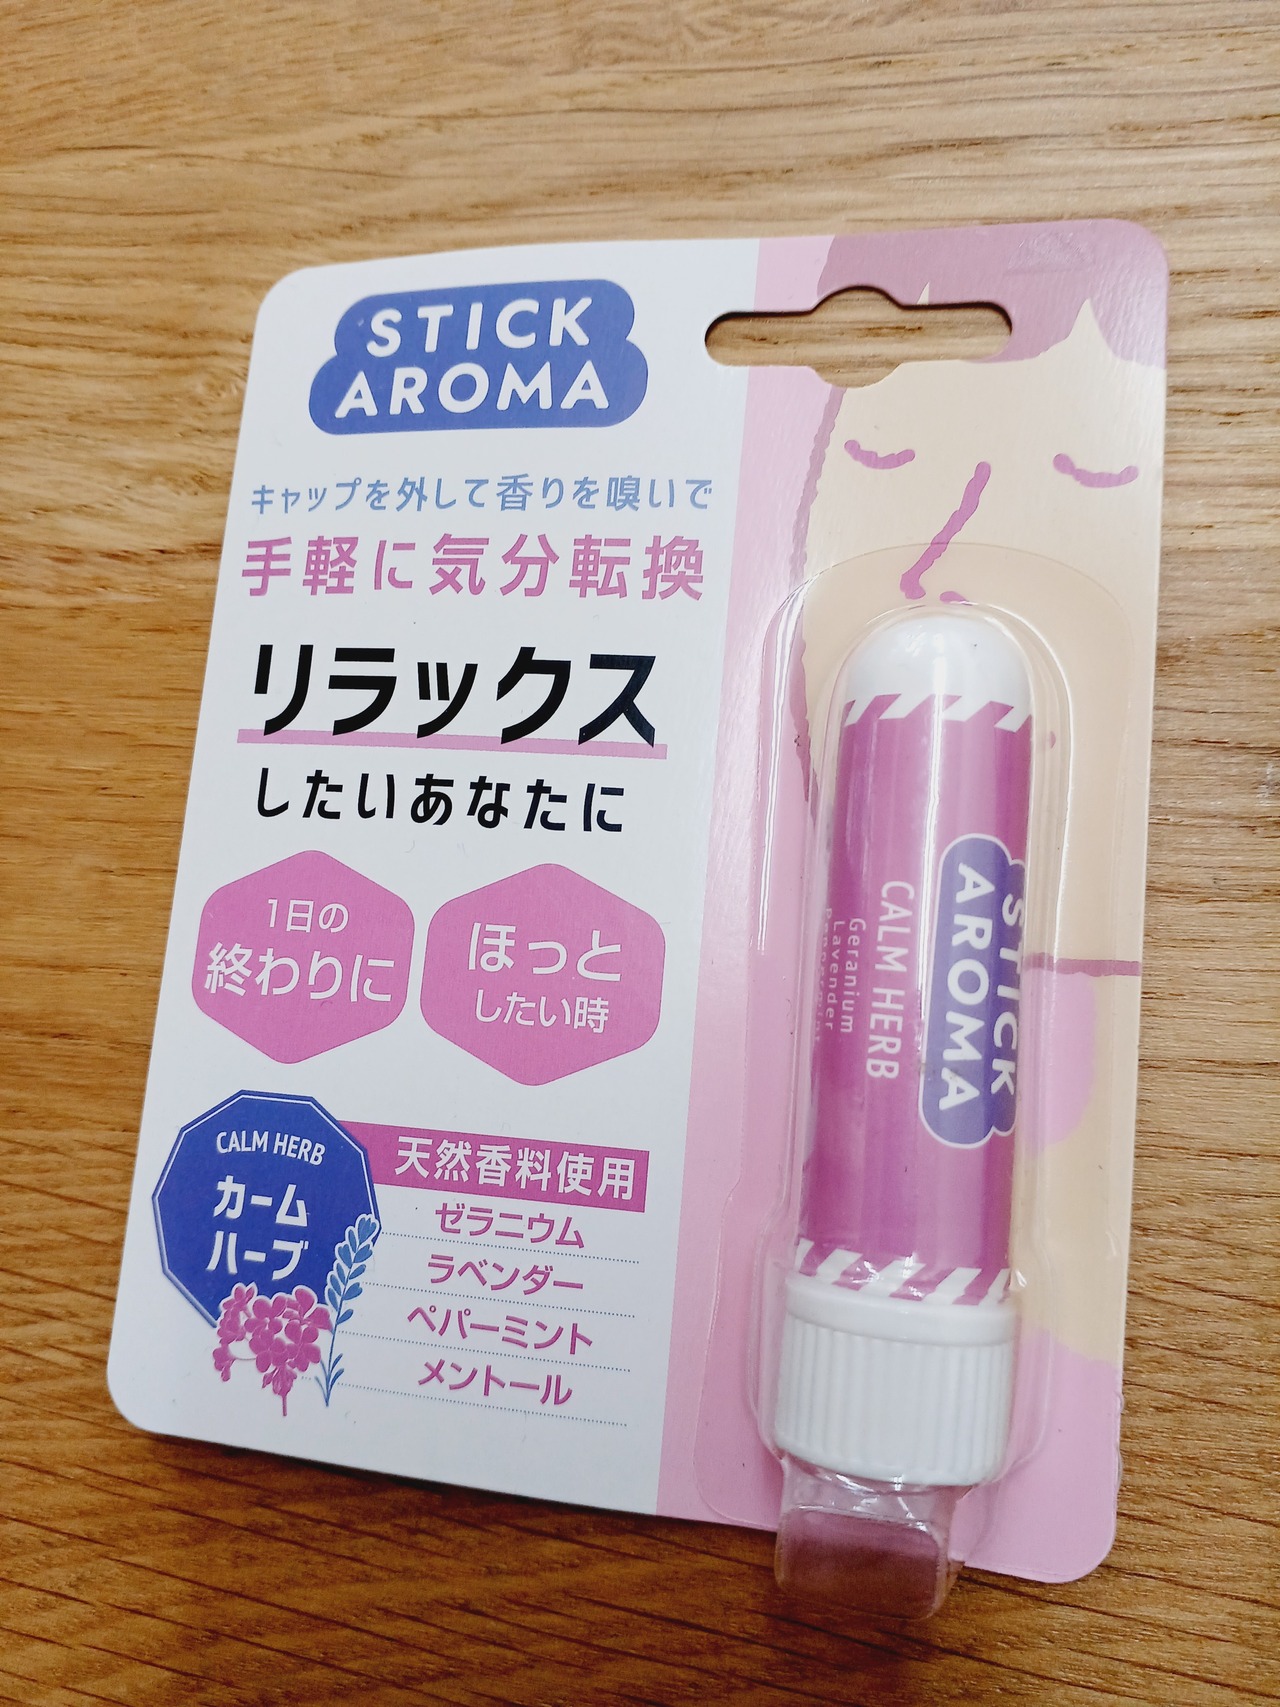 STICK
AROMA
キャップを外して香りを嗅いで
手軽に気分転換
リラックス
したいあなたに
1日の
終わりに
ほっと
したい時
CALM HERB
カーム
ハーブ
天然香料使用
ゼラニウム
ラベンダー
ペパーミント
メントール
STICK
AROMA
CALM HERB
Geranium
Lavender